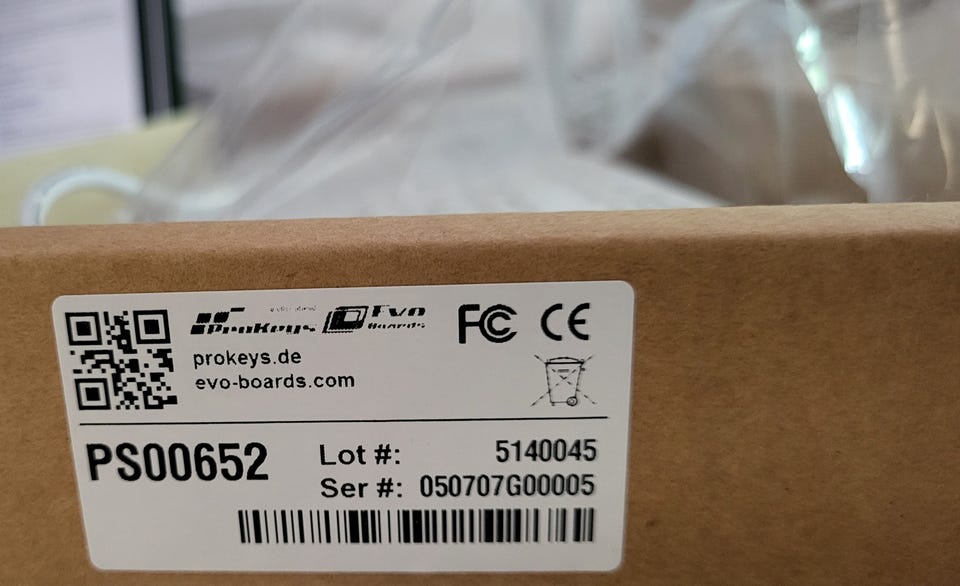 ProKeys Evo Boards
FC CE
prokeys.de
evo-boards.com
PS00652
Lot #: 5140045
Ser #: 050707G00005